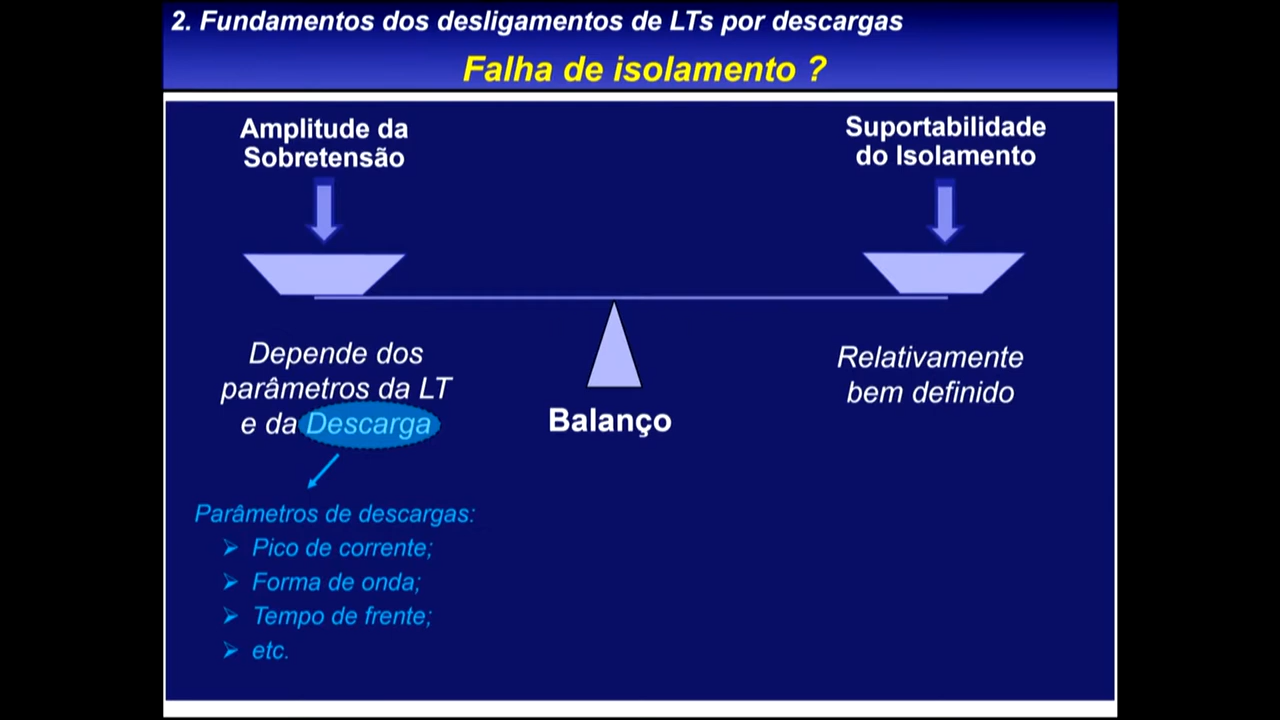 2. Fundamentos dos desligamentos de LTs por descargas
Falha de isolamento ?
Amplitude da
Sobretensão
Suportabilidade
do Isolamento
Depende dos
parâmetros da LT
e da Descarga
Balanço
Relativamente
bem definido
Parâmetros de descargas:
➢ Pico de corrente;
➢ Forma de onda;
➢ Tempo de frente;
➢ etc.